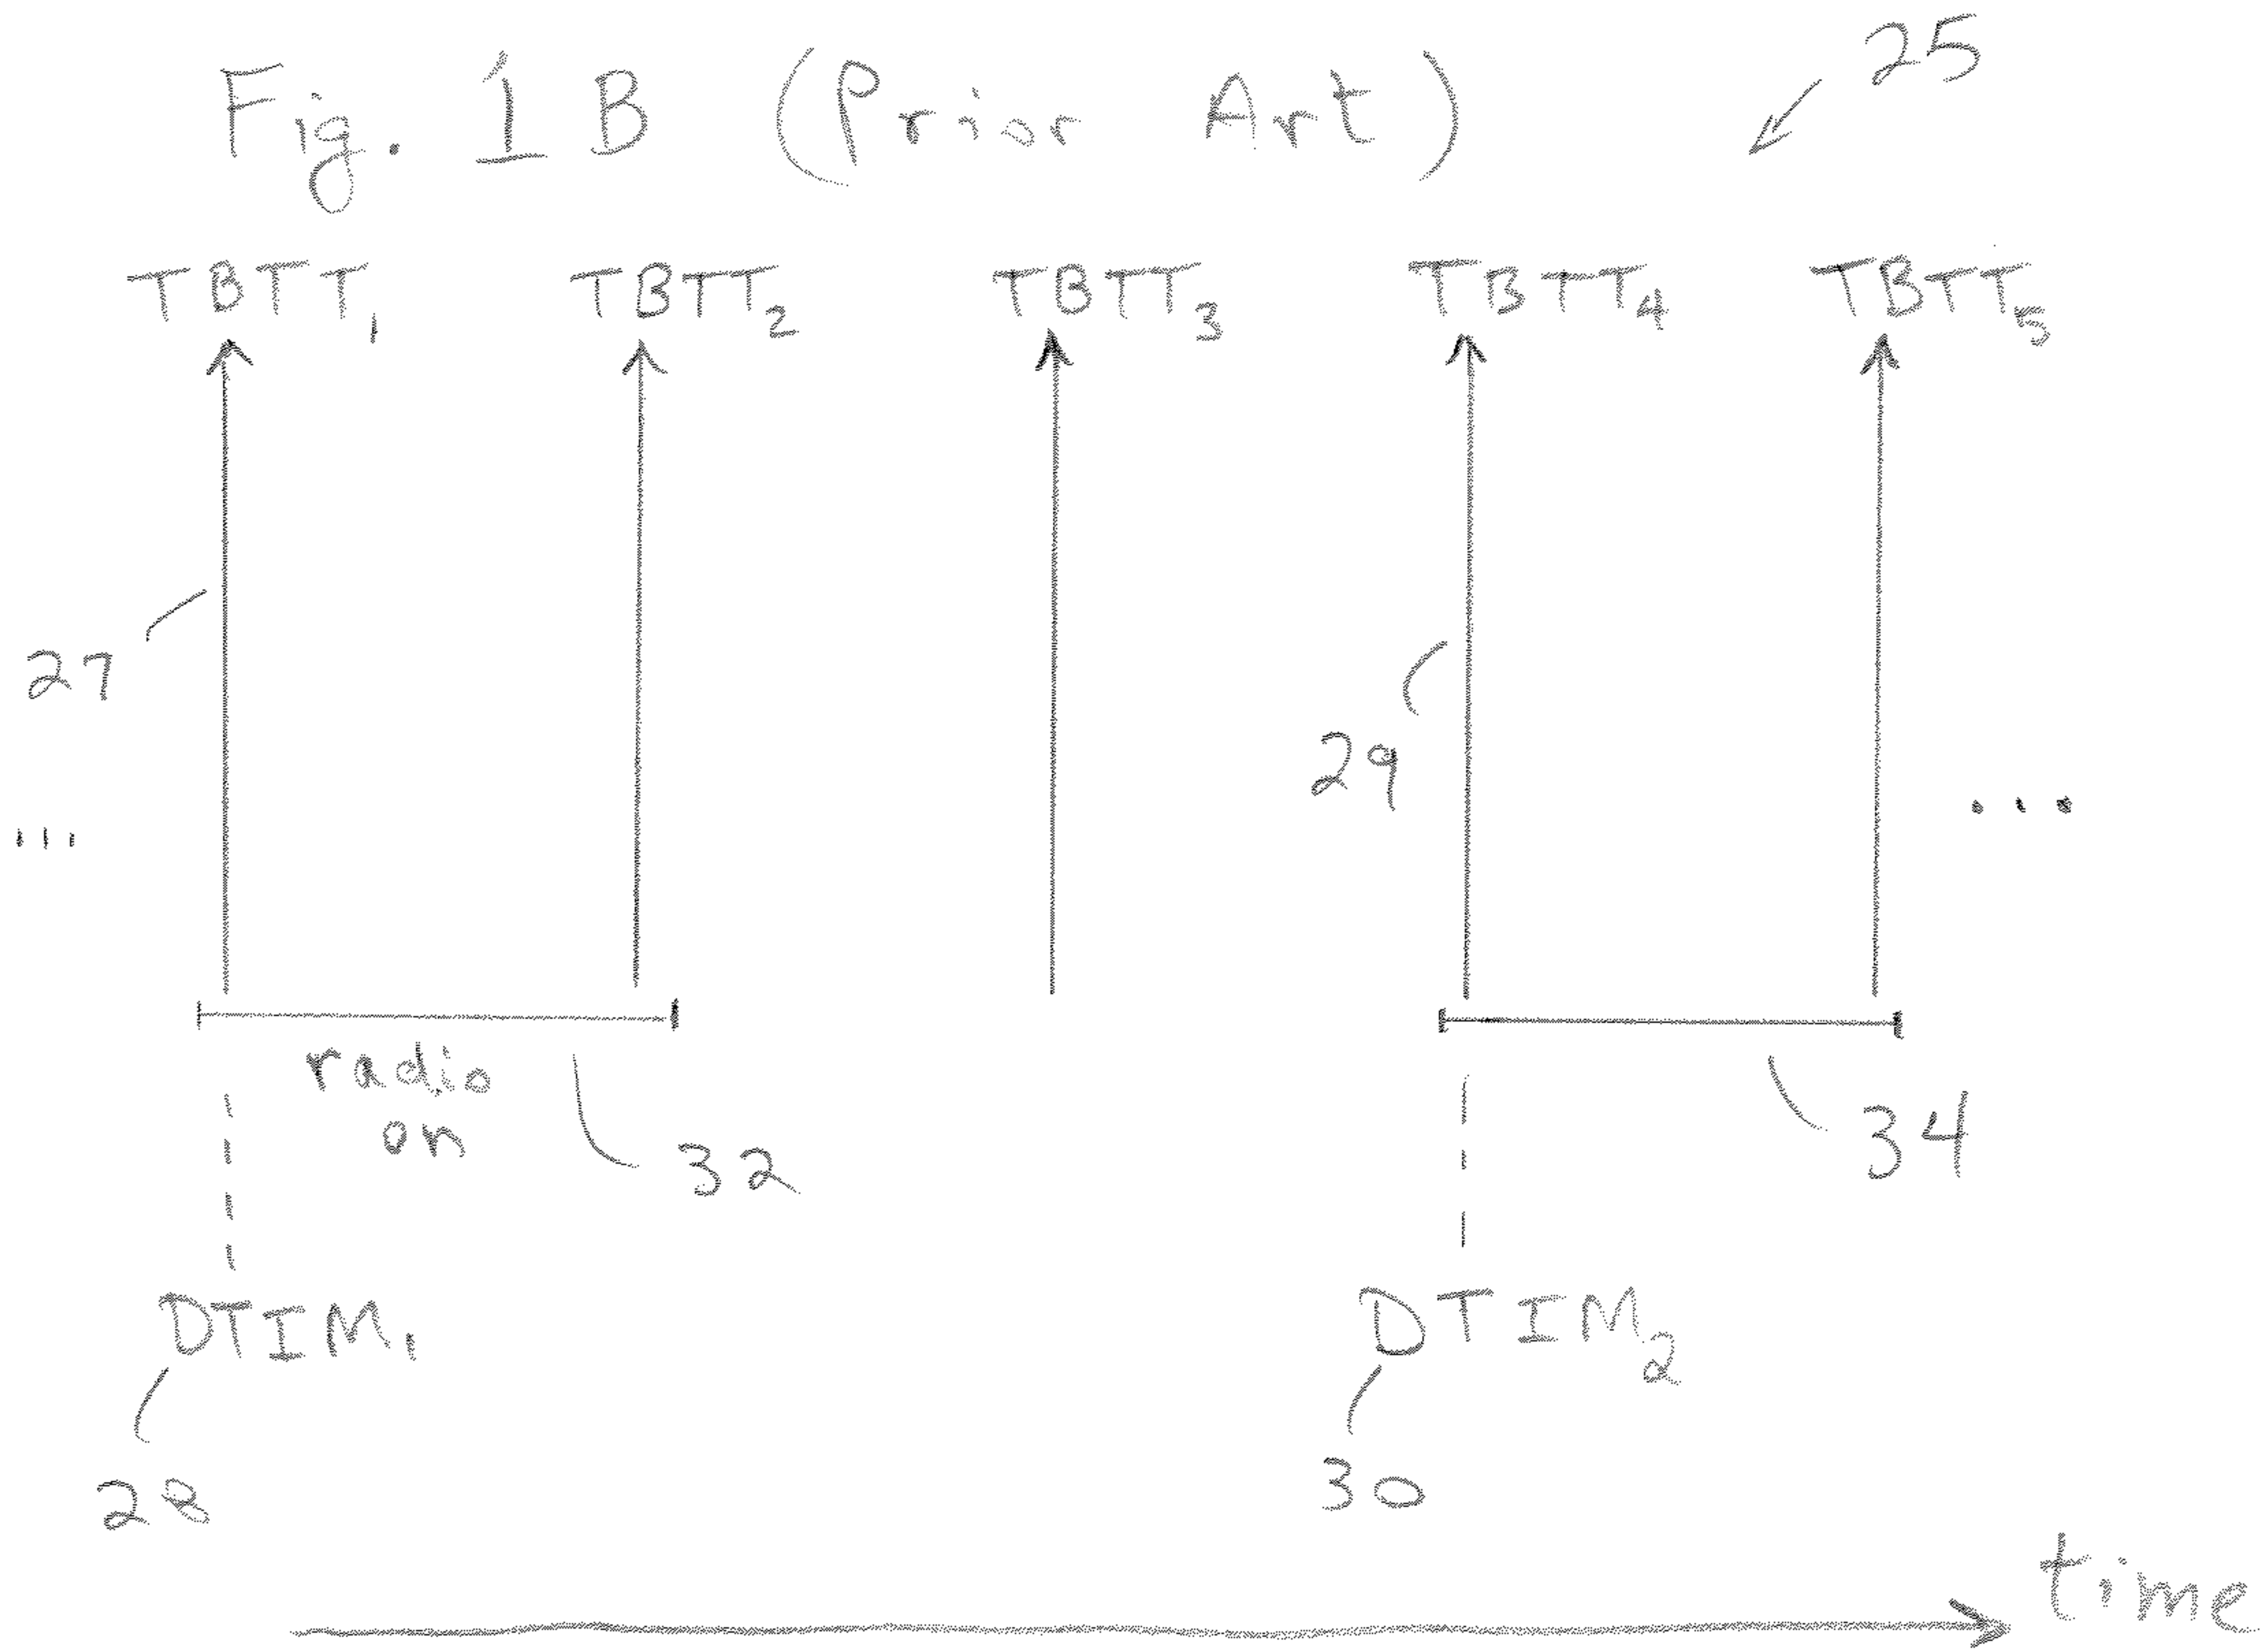 Fig. 1B (Prior Art)
25
TBTT₁ TBTT₂ TBTT₃ TBTT₄ TBTT₅
27
29
... ...
radio
on
32
34
DTIM₁ DTIM₂
28
30
time